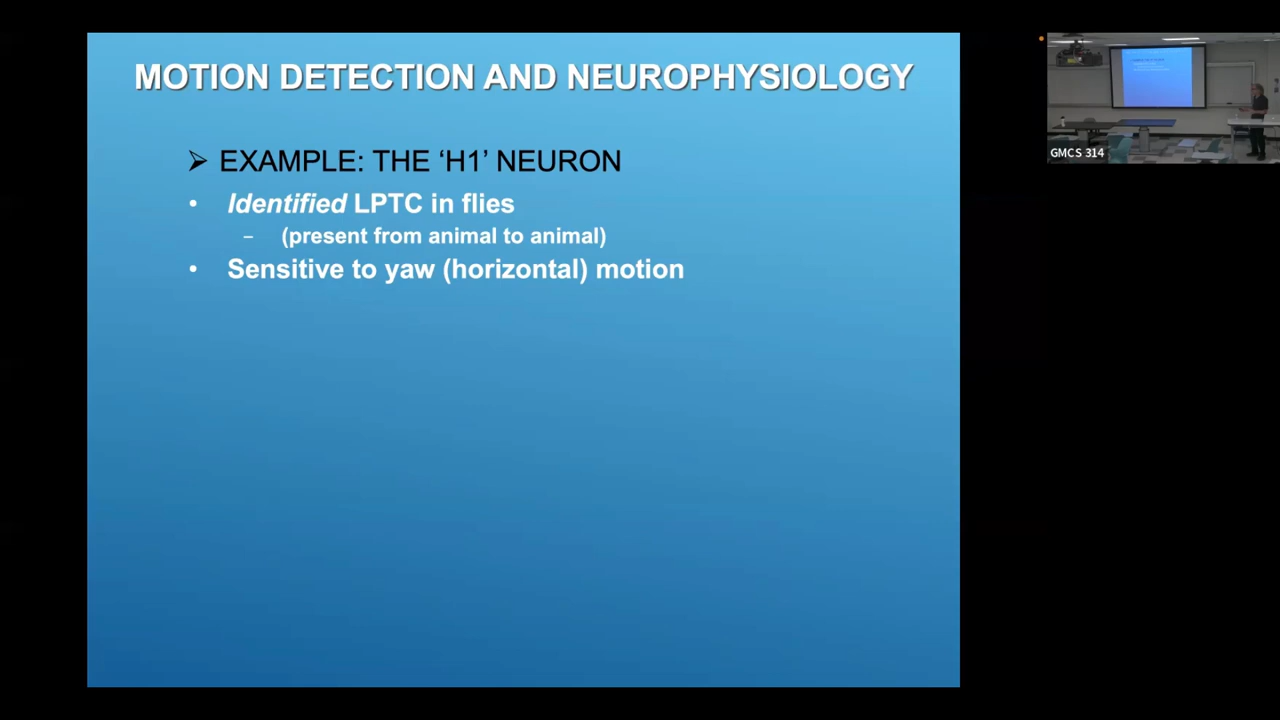 MOTION DETECTION AND NEUROPHYSIOLOGY
➢ EXAMPLE: THE ‘H1’ NEURON
• Identified LPTC in flies
– (present from animal to animal)
• Sensitive to yaw (horizontal) motion
GMCS 314